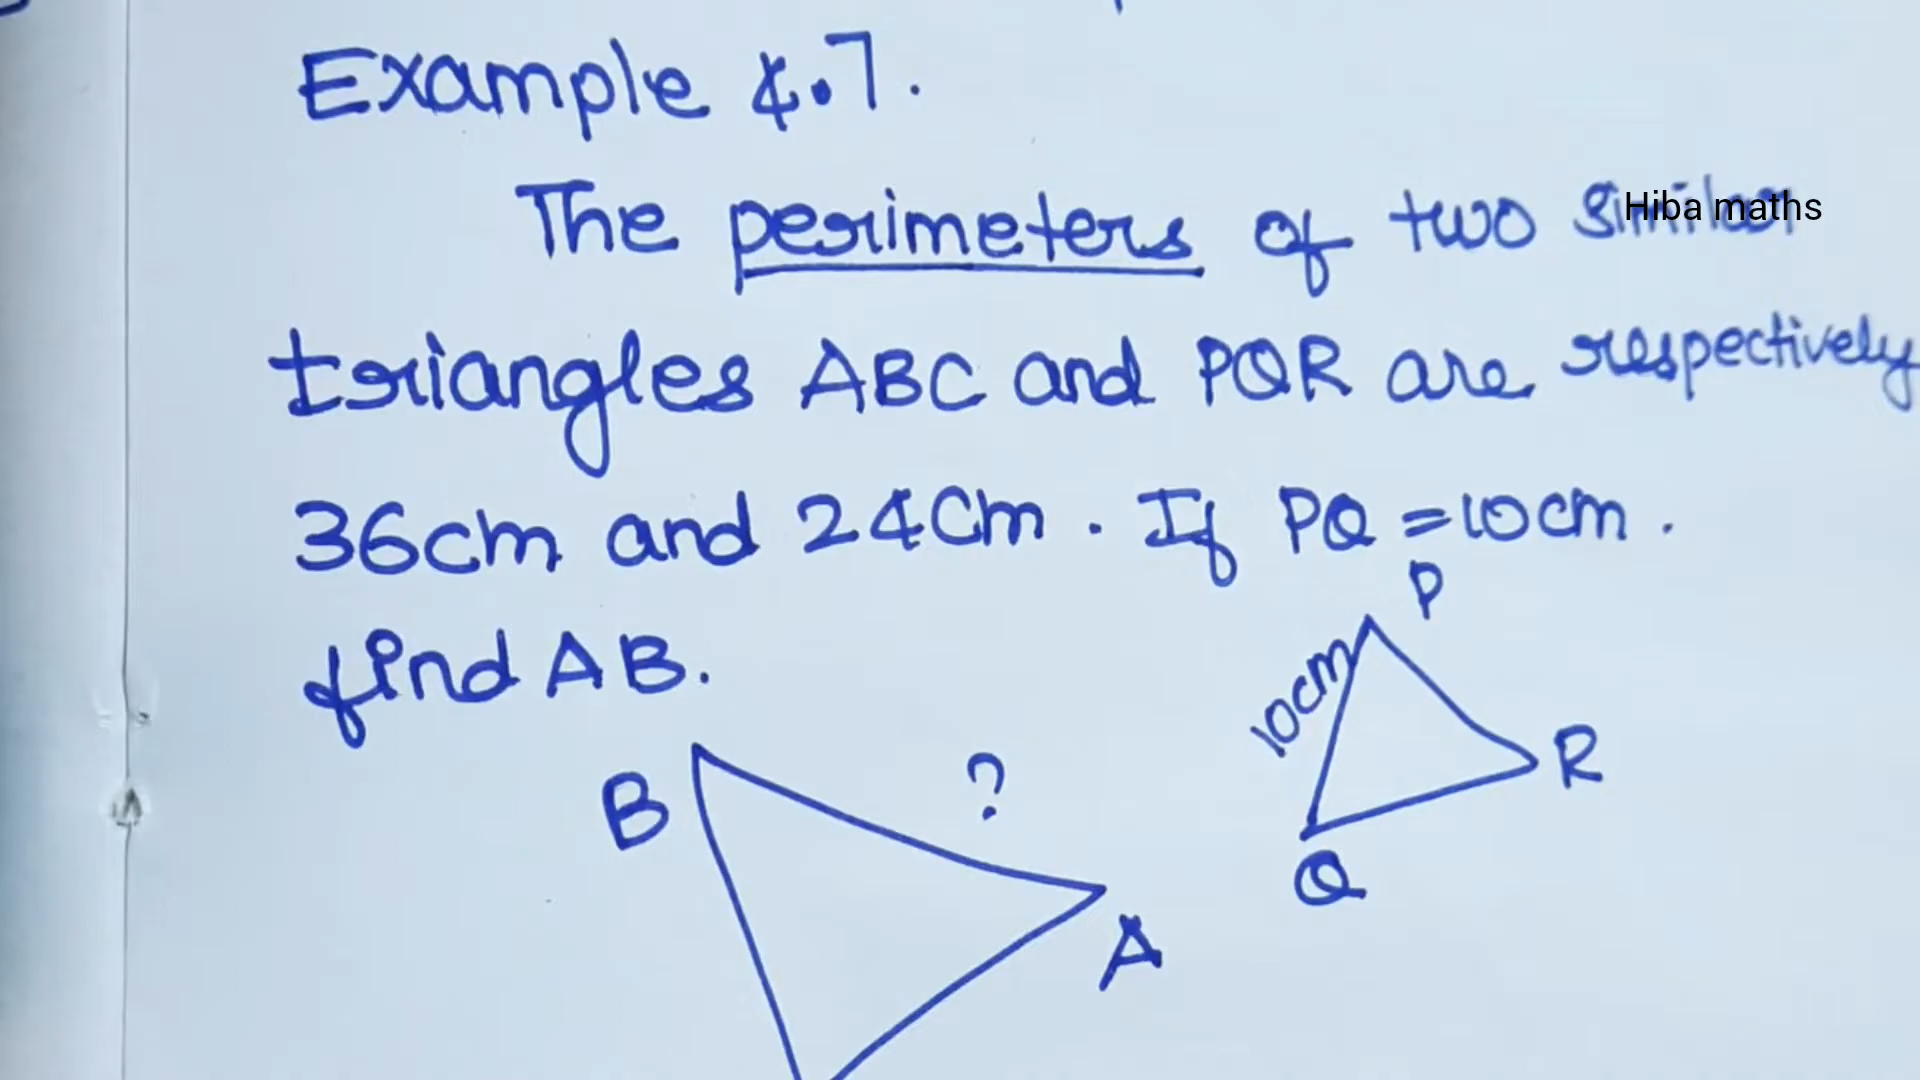 Example 4.7.
The perimeters of two similar
Hiba maths
triangles ABC and PQR are respectively
36cm and 24cm. If PQ = 10cm.
find AB.
P
10cm
R
B
?
Q
A